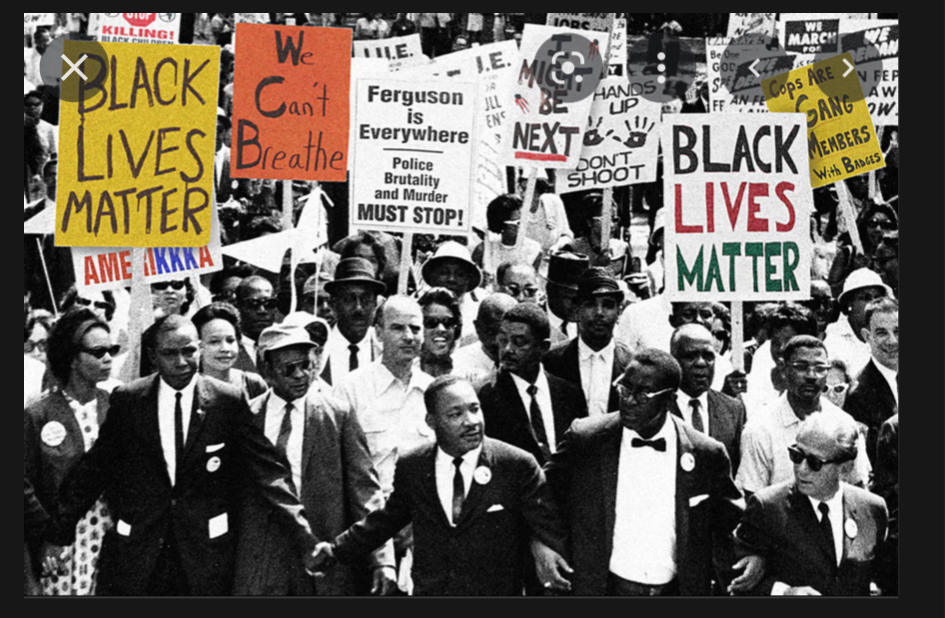 STOP
KILLING!
BLACK CHILDREN
BLACK
LIVES
MATTER
We
Can't
Breathe
Ferguson
is
Everywhere
Police
Brutality
and Murder
MUST STOP!
I
MIGHT
BE
NEXT
HANDS
UP
DON'T
SHOOT
JOBS
WE
MARCH
FOR
BLACK
LIVES
MATTER
Cops Are
GANG
MEMBERS
With Badges